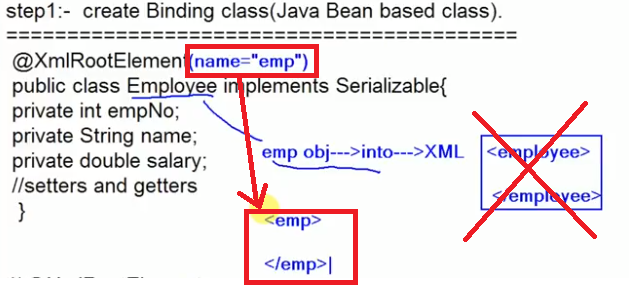 step1:- create Binding class(Java Bean based class).
==============================================
@XmlRootElement(name="emp")
public class Employee implements Serializable{
private int empNo;
private String name;
private double salary;
//setters and getters
}
emp obj--->into--->XML
<employee>
</employee>
<emp>
</emp>|